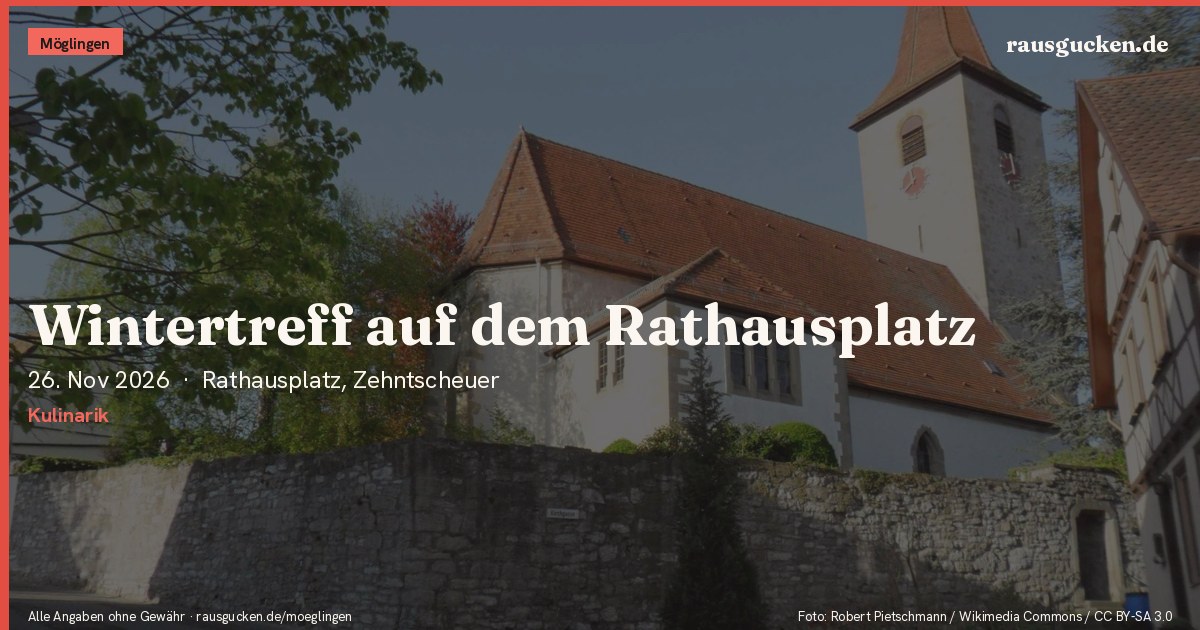 Möglingen
rausgucken.de
Wintertreff auf dem Rathausplatz
26. Nov 2026 · Rathausplatz, Zehntscheuer
Kulinarik
Alle Angaben ohne Gewähr · rausgucken.de/moeglingen
Foto: Robert Pietschmann / Wikimedia Commons / CC BY-SA 3.0